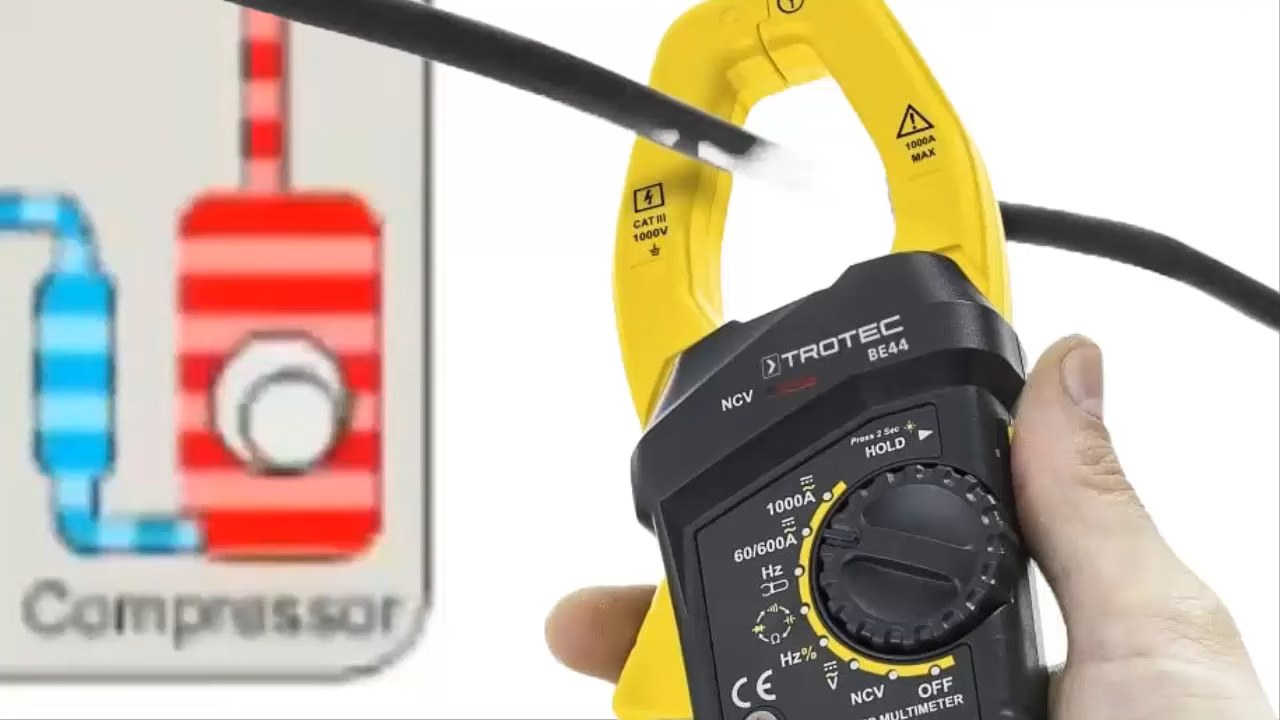 1000A
MAX
CAT III
1000V
TROTEC
BE44
NCV
Press 2 Sec
HOLD
1000A
60/600A
Hz
Ω
Hz%
V
NCV
OFF
MULTIMETER
CE
Compressor